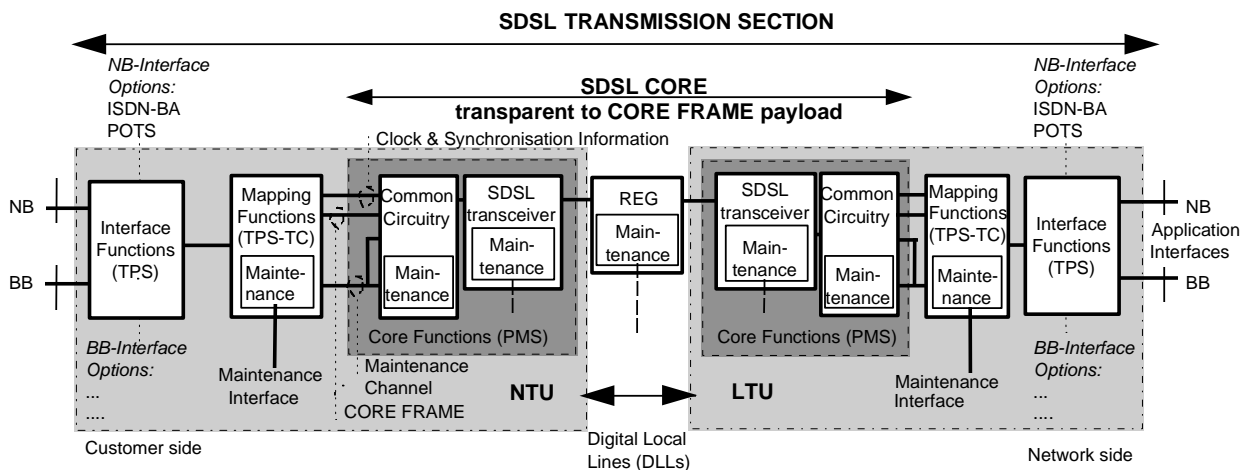 SDSL TRANSMISSION SECTION
NB-Interface
Options:
ISDN-BA
POTS
SDSL CORE
transparent to CORE FRAME payload
NB-Interface
Options:
ISDN-BA
POTS
Clock & Synchronisation Information
NB
BB
Interface
Functions
(TPS)
Mapping
Functions
(TPS-TC)
Mainte-
nance
Common
Circuitry
Main-
tenance
SDSL
transceiver
Main-
tenance
Core Functions (PMS)
REG
Main-
tenance
SDSL
transceiver
Main-
tenance
Common
Circuitry
Main-
tenance
Core Functions (PMS)
Mapping
Functions
(TPS-TC)
Mainte-
nance
Interface
Functions
(TPS)
NB
Application
Interfaces
BB
BB-Interface
Options:
...
....
Maintenance
Interface
Maintenance
Channel
CORE FRAME
NTU
LTU
Maintenance
Interface
BB-Interface
Options:
...
....
Customer side
Digital Local
Lines (DLLs)
Network side